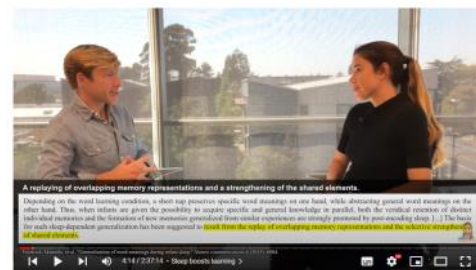 A replaying of overlapping memory representations and a strengthening of the shared elements.
Depending on the word learning condition, a short nap preserves specific word meanings on one hand, while abstracting general word meanings on the
other hand. Thus, when infants are given the possibility to acquire specific and general knowledge in parallel, both the veridical retention of distinct
individual memories and the formation of new memories generalized from similar experiences are strongly promoted by post-encoding sleep. [...] The basis
for such sleep-dependent generalization has been suggested to result from the replay of overlapping memory representations and the selective strengthening
of shared elements.
4:14 / 2:37:14 • Sleep boosts learning >